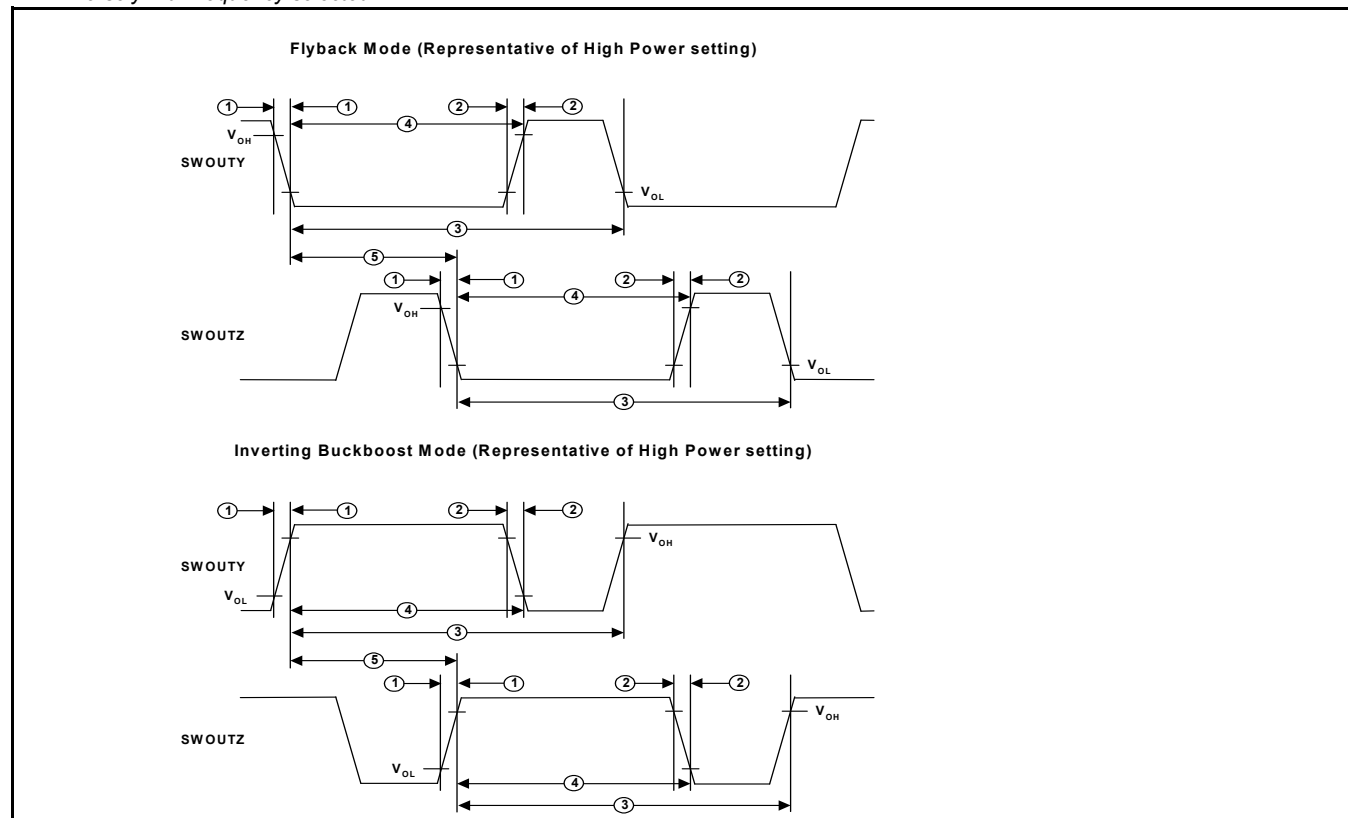 Flyback Mode (Representative of High Power setting)
1 1 2 2
4
VOH
SWOUTY
VOL
3
5
1 1 2 2
4
VOH
SWOUTZ
VOL
3
Inverting Buckboost Mode (Representative of High Power setting)
1 1 2 2
VOH
SWOUTY
VOL
4
3
5
1 1 2 2
VOH
SWOUTZ
VOL
4
3